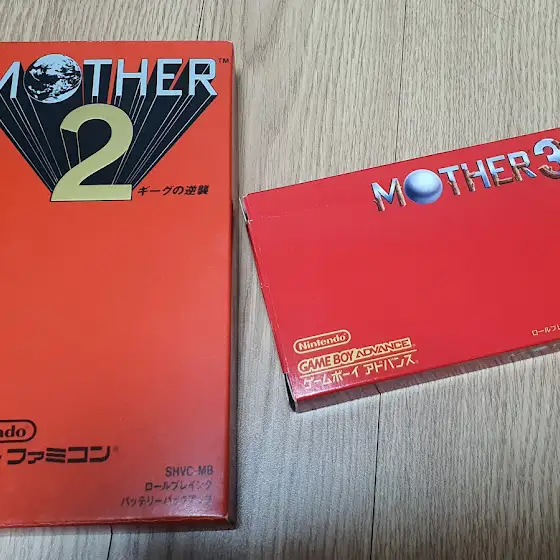 MOTHER™
2
ギーグの逆襲
ファミコン
SHVC-MB
ロールプレイング
バッテリーバックアップ
MOTHER 3
Nintendo®
GAME BOY ADVANCE
ゲームボーイ アドバンス